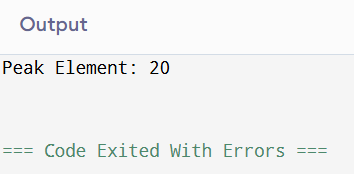 Output
Peak Element: 20
=== Code Exited With Errors ===